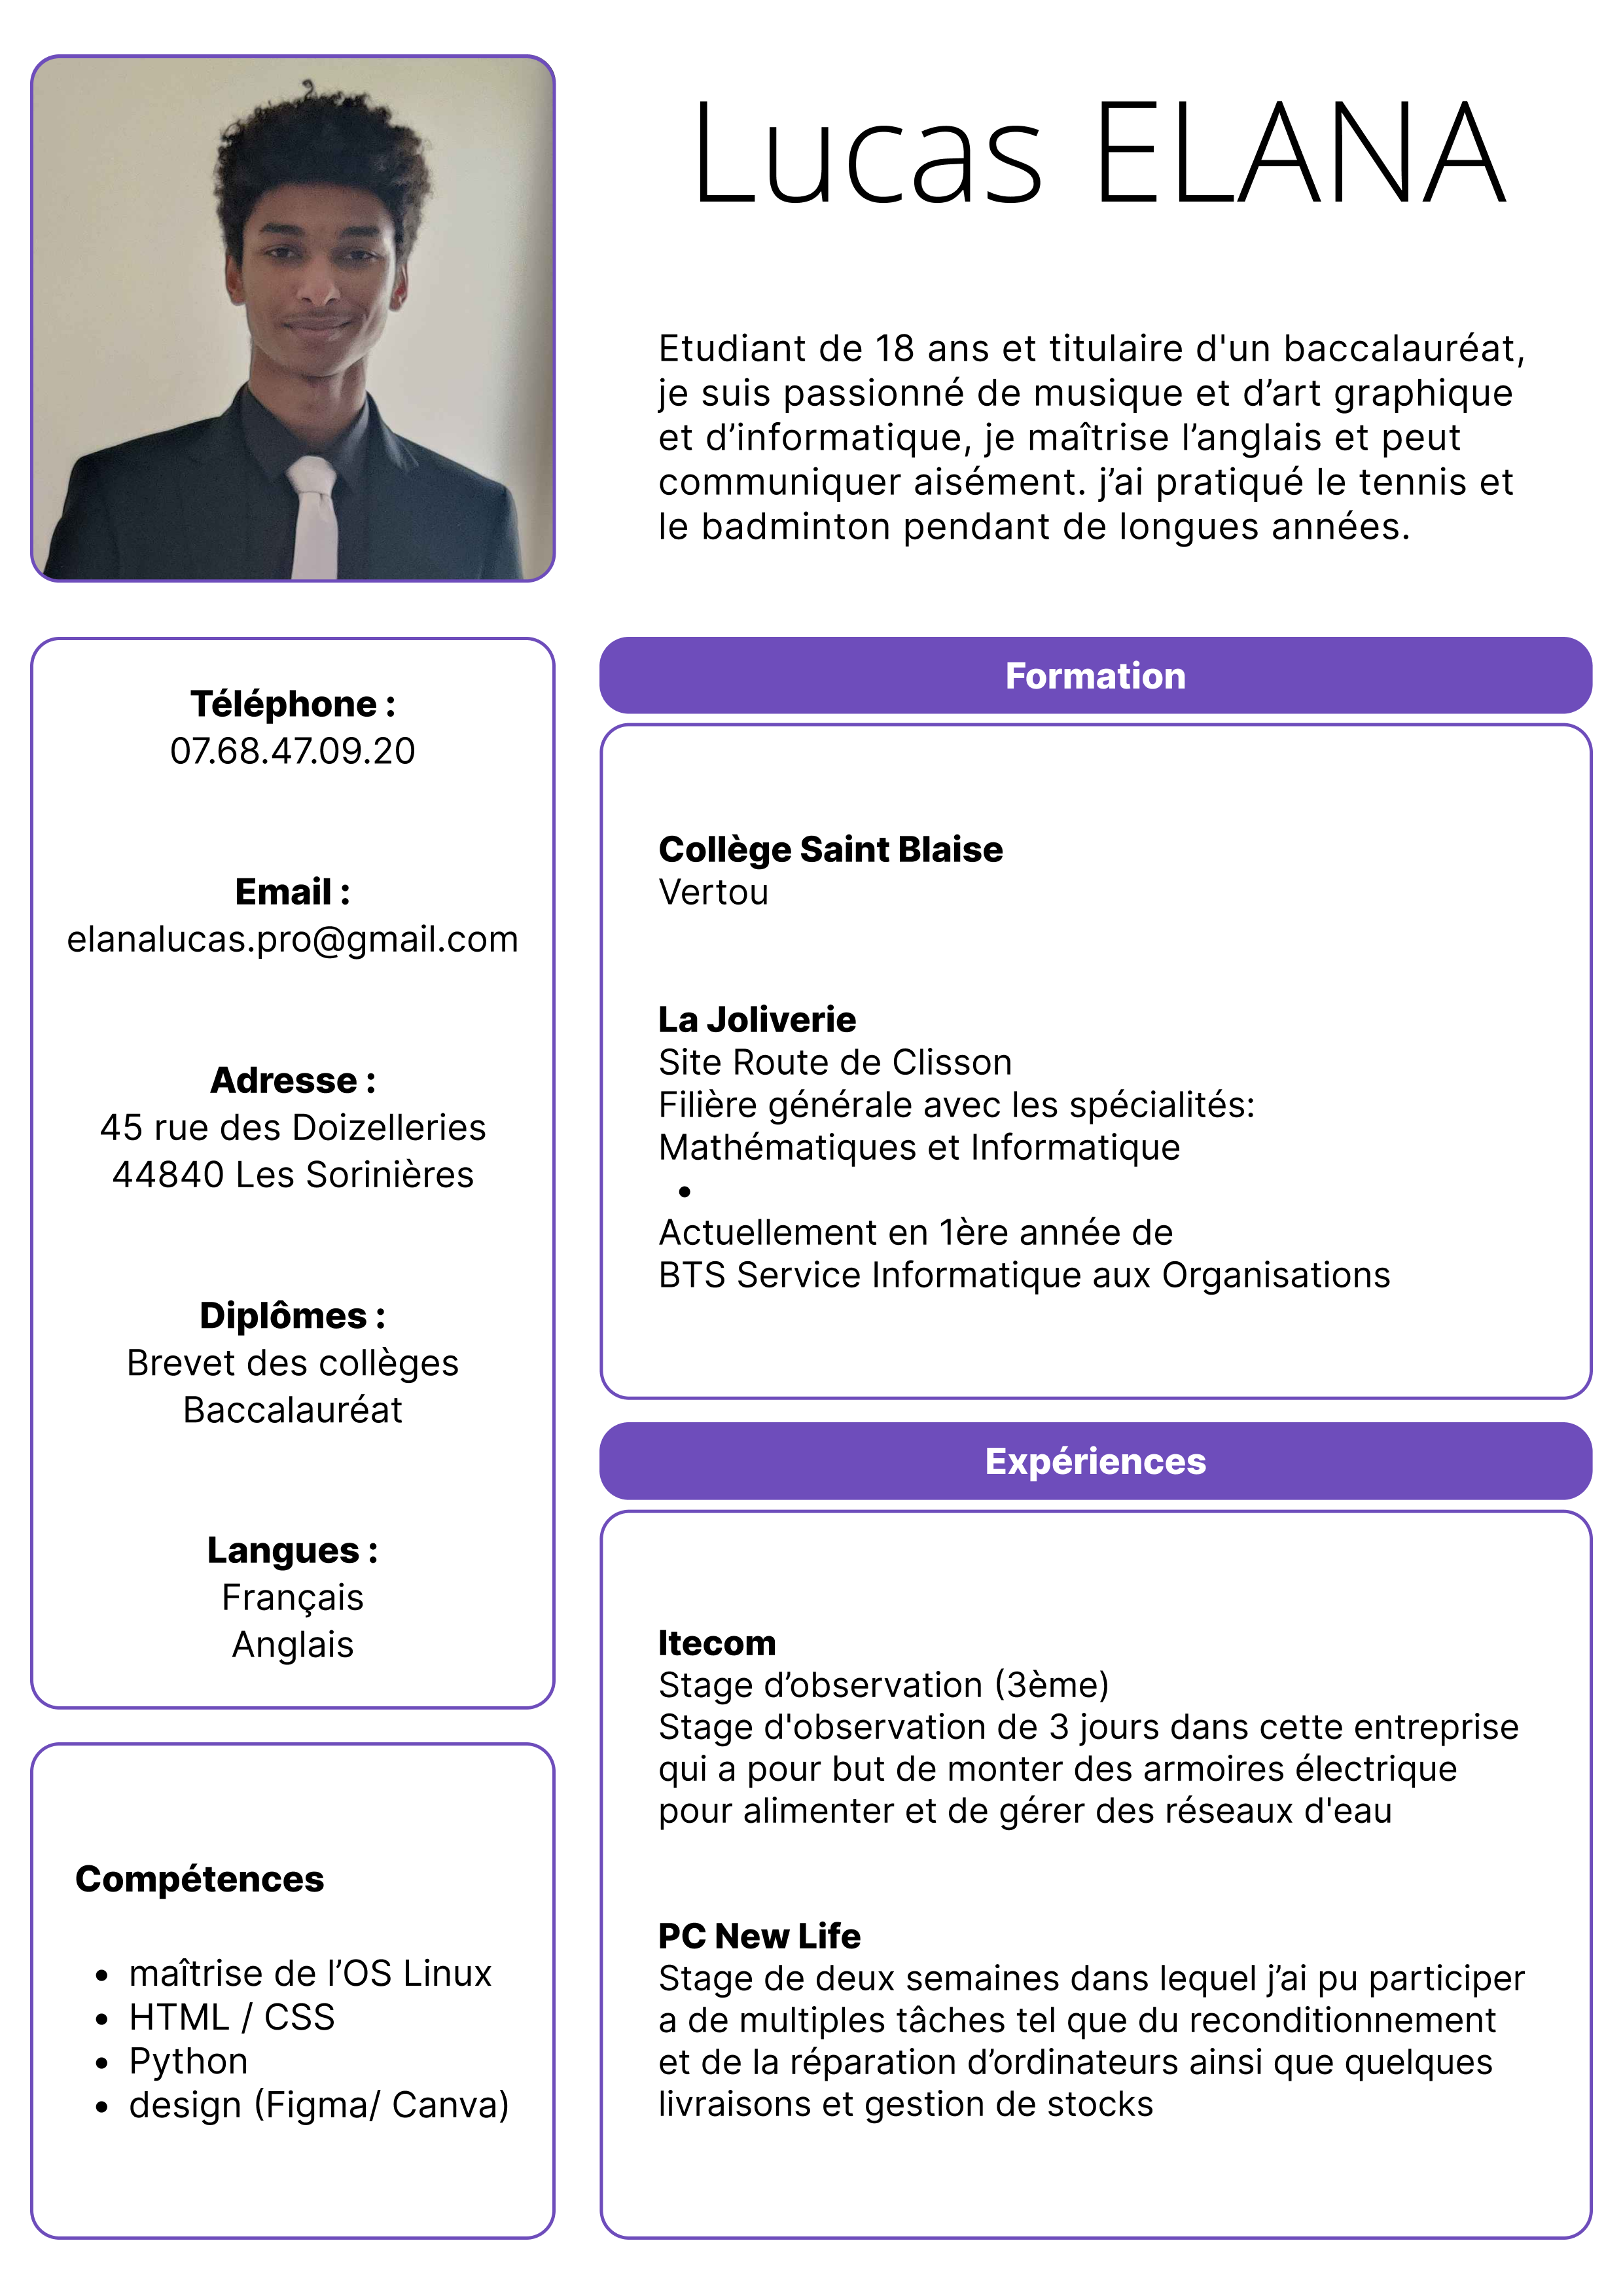 Lucas ELANA
Etudiant de 18 ans et titulaire d'un baccalauréat,
je suis passionné de musique et d’art graphique
et d’informatique, je maîtrise l’anglais et peut
communiquer aisément. j’ai pratiqué le tennis et
le badminton pendant de longues années.
Téléphone :
07.68.47.09.20
Email :
elanalucas.pro@gmail.com
Adresse :
45 rue des Doizelleries
44840 Les Sorinières
Diplômes :
Brevet des collèges
Baccalauréat
Langues :
Français
Anglais
Compétences
• maîtrise de l’OS Linux
• HTML / CSS
• Python
• design (Figma/ Canva)
Formation
Collège Saint Blaise
Vertou
La Joliverie
Site Route de Clisson
Filière générale avec les spécialités:
Mathématiques et Informatique
•
Actuellement en 1ère année de
BTS Service Informatique aux Organisations
Expériences
Itecom
Stage d’observation (3ème)
Stage d'observation de 3 jours dans cette entreprise
qui a pour but de monter des armoires électrique
pour alimenter et de gérer des réseaux d'eau
PC New Life
Stage de deux semaines dans lequel j’ai pu participer
a de multiples tâches tel que du reconditionnement
et de la réparation d’ordinateurs ainsi que quelques
livraisons et gestion de stocks